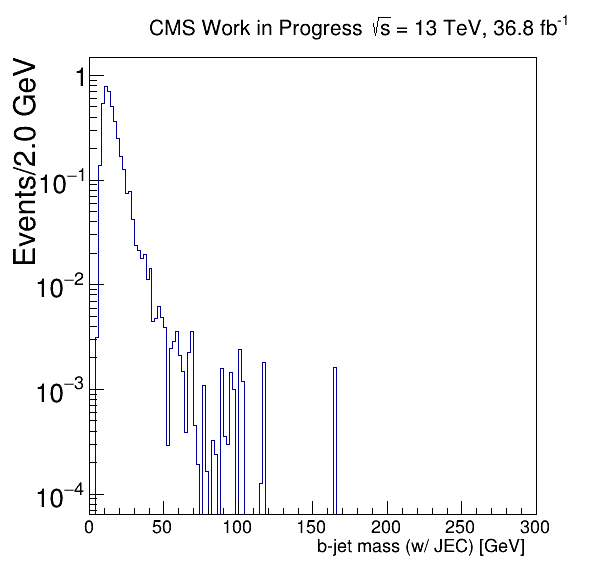 CMS Work in Progress √s = 13 TeV, 36.8 fb⁻¹
Events/2.0 GeV
1
10⁻¹
10⁻²
10⁻³
10⁻⁴
0 50 100 150 200 250 300
b-jet mass (w/ JEC) [GeV]